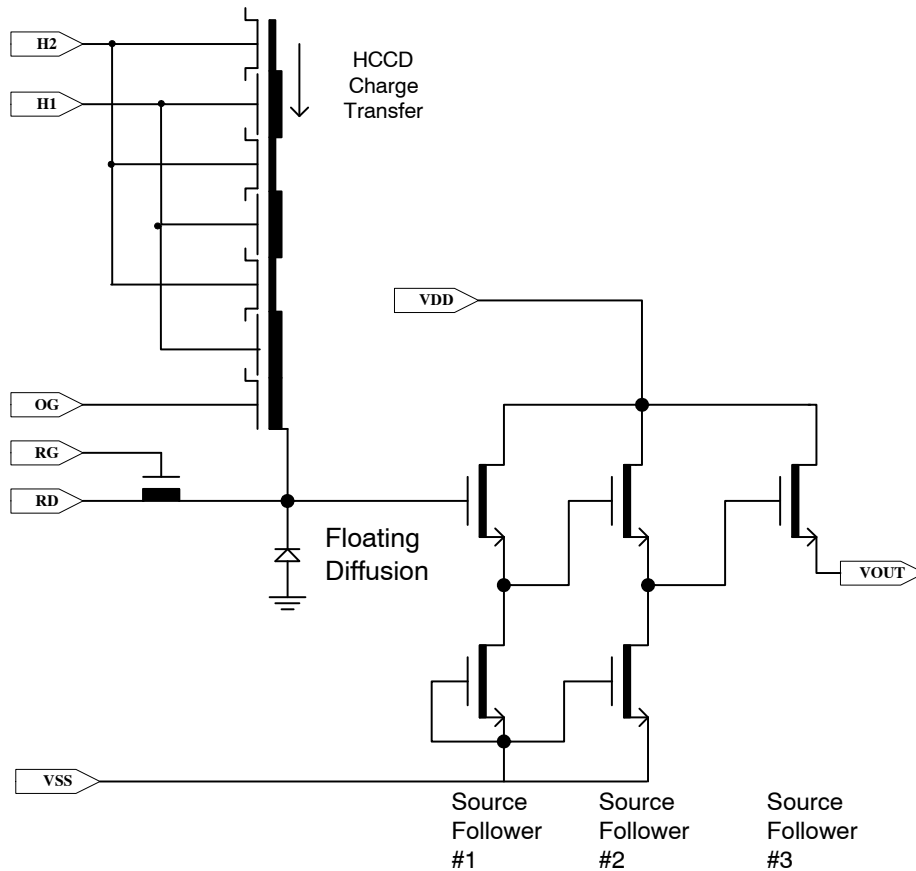 H2
H1
HCCD
Charge
Transfer
VDD
OG
RG
RD
Floating
Diffusion
VOUT
VSS
Source
Follower
#1
Source
Follower
#2
Source
Follower
#3